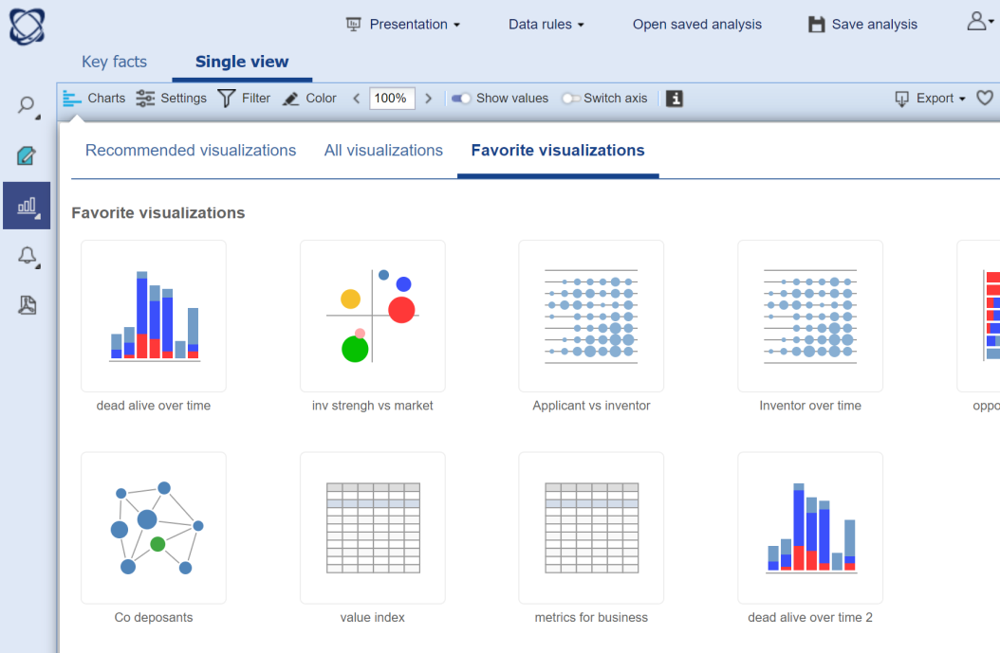 Presentation Data rules Open saved analysis Save analysis
Key facts Single view
Charts Settings Filter Color 100% Show values Switch axis Export
Recommended visualizations All visualizations Favorite visualizations
Favorite visualizations
dead alive over time inv strengh vs market Applicant vs inventor Inventor over time oppo
Co deposants value index metrics for business dead alive over time 2